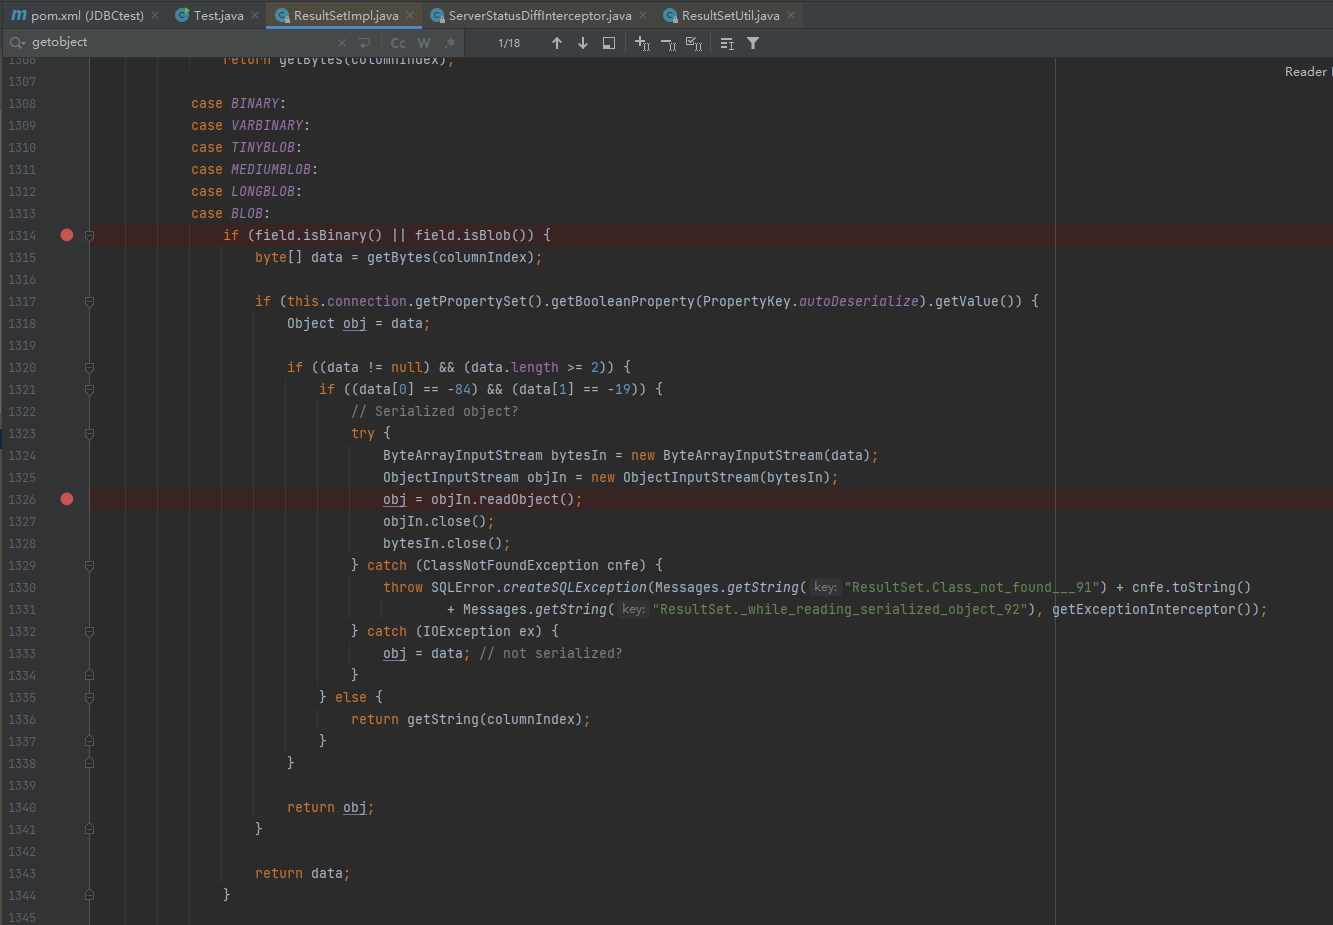 pom.xml (JDBCtest) Test.java ResultSetImpl.java ServerStatusDiffInterceptor.java ResultSetUtil.java
getobject Cc W .* 1/18
Reader
1306 return getBytes(columnIndex);
1307
1308 case BINARY:
1309 case VARBINARY:
1310 case TINYBLOB:
1311 case MEDIUMBLOB:
1312 case LONGBLOB:
1313 case BLOB:
1314 if (field.isBinary() || field.isBlob()) {
1315 byte[] data = getBytes(columnIndex);
1316
1317 if (this.connection.getPropertySet().getBooleanProperty(PropertyKey.autoDeserialize).getValue()) {
1318 Object obj = data;
1319
1320 if ((data != null) && (data.length >= 2)) {
1321 if ((data[0] == -84) && (data[1] == -19)) {
1322 // Serialized object?
1323 try {
1324 ByteArrayInputStream bytesIn = new ByteArrayInputStream(data);
1325 ObjectInputStream objIn = new ObjectInputStream(bytesIn);
1326 obj = objIn.readObject();
1327 objIn.close();
1328 bytesIn.close();
1329 } catch (ClassNotFoundException cnfe) {
1330 throw SQLError.createSQLException(Messages.getString( key: "ResultSet.Class_not_found___91") + cnfe.toString()
1331 + Messages.getString( key: "ResultSet._while_reading_serialized_object_92"), getExceptionInterceptor());
1332 } catch (IOException ex) {
1333 obj = data; // not serialized?
1334 }
1335 } else {
1336 return getString(columnIndex);
1337 }
1338 }
1339
1340 return obj;
1341 }
1342
1343 return data;
1344 }
1345